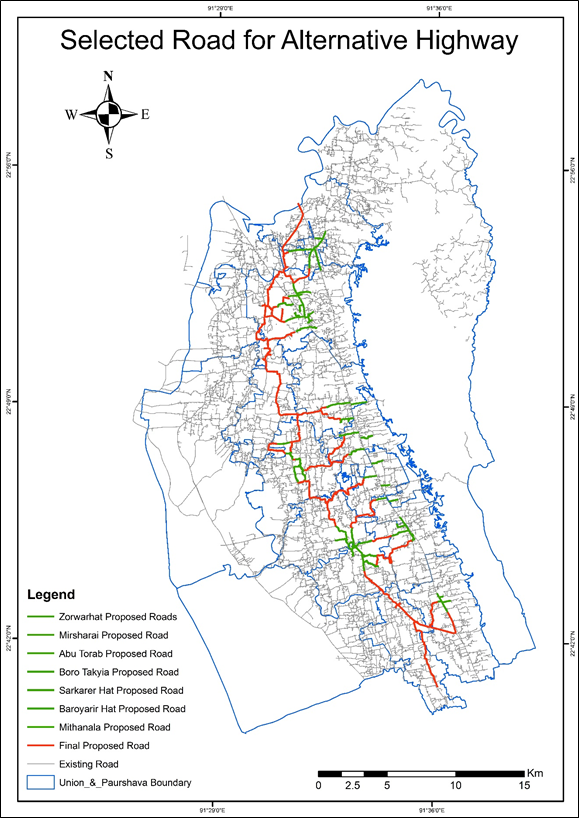 91°29'0"E 91°36'0"E
Selected Road for Alternative Highway
N
W E
S
22°56'0"N 22°56'0"N
22°49'0"N 22°49'0"N
22°42'0"N 22°42'0"N
Legend
Zorwarhat Proposed Roads
Mirsharai Proposed Road
Abu Torab Proposed Road
Boro Takyia Proposed Road
Sarkarer Hat Proposed Road
Baroyarir Hat Proposed Road
Mithanala Proposed Road
Final Proposed Road
Existing Road
Union_&_Paurshava Boundary
Km
0 2.5 5 10 15
91°29'0"E 91°36'0"E